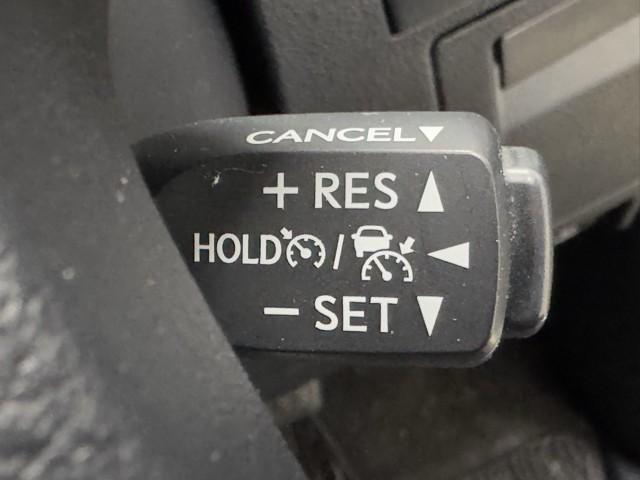 CANCEL▼
+ RES ▲
HOLD / ◀
− SET ▼